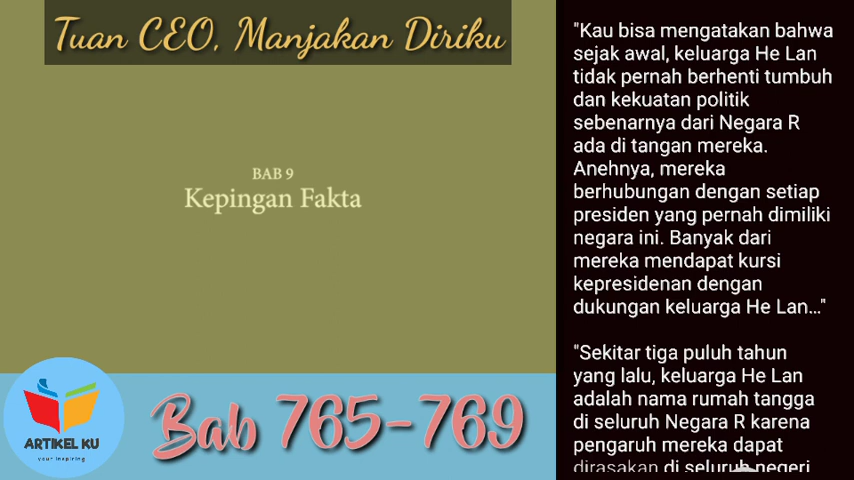 Tuan CEO, Manjakan Diriku
BAB 9
Kepingan Fakta
ARTIKEL KU
your inspiring
Bab 765-769
"Kau bisa mengatakan bahwa
sejak awal, keluarga He Lan
tidak pernah berhenti tumbuh
dan kekuatan politik
sebenarnya dari Negara R
ada di tangan mereka.
Anehnya, mereka
berhubungan dengan setiap
presiden yang pernah dimiliki
negara ini. Banyak dari
mereka mendapat kursi
kepresidenan dengan
dukungan keluarga He Lan…"
"Sekitar tiga puluh tahun
yang lalu, keluarga He Lan
adalah nama rumah tangga
di seluruh Negara R karena
pengaruh mereka dapat
dirasakan di seluruh negeri